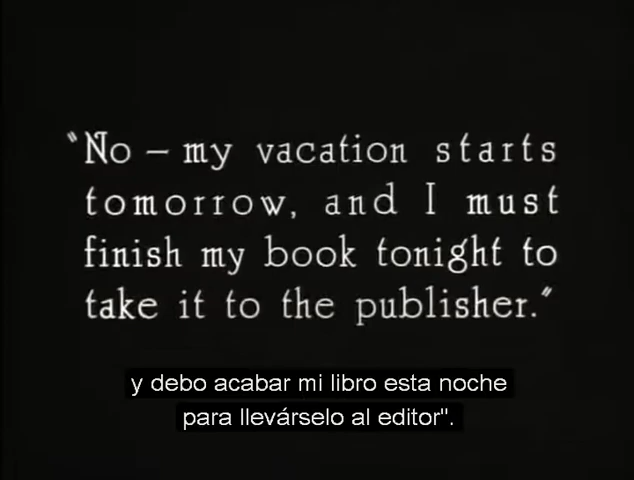 "No — my vacation starts
tomorrow, and I must
finish my book tonight to
take it to the publisher."
y debo acabar mi libro esta noche
para llevárselo al editor".